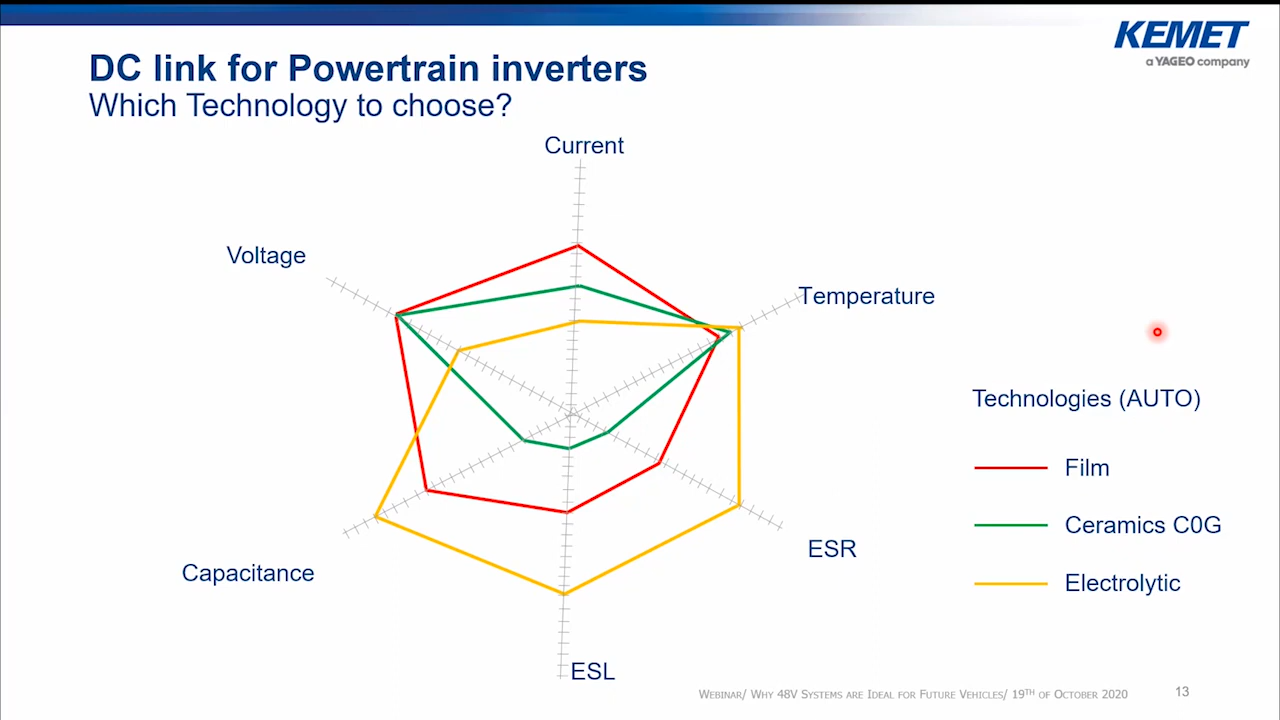 KEMET
a YAGEO company
DC link for Powertrain inverters
Which Technology to choose?
Current
Voltage
Temperature
Technologies (AUTO)
Film
Ceramics C0G
ESR
Capacitance
Electrolytic
ESL
Webinar/ Why 48V Systems are Ideal for Future Vehicles/ 19TH of October 2020
13